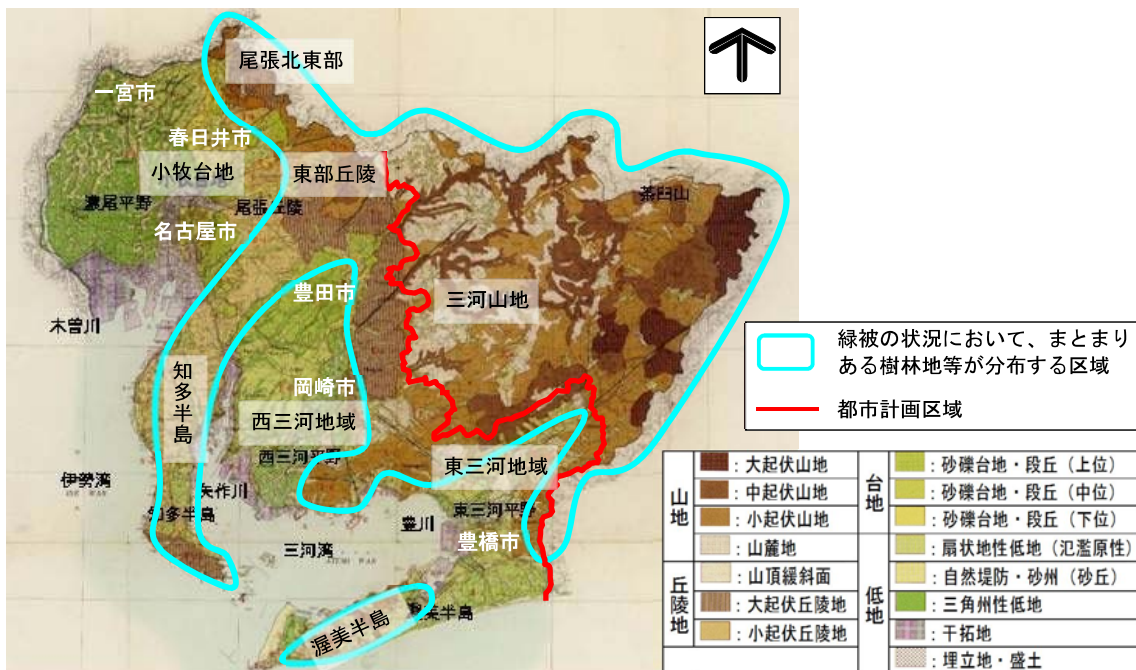 尾張北東部
一宮市
春日井市
小牧台地
東部丘陵
濃尾平野
尾張丘陵
茶臼山
名古屋市
豊田市
三河山地
木曽川
知多半島
岡崎市
西三河地域
西三河平野
東三河地域
伊勢湾
矢作川
知多半島
豊川
東三河平野
三河湾
豊橋市
渥美半島
渥美半島
緑被の状況において、まとまり
ある樹林地等が分布する区域
都市計画区域
山地
：大起伏山地
：中起伏山地
：小起伏山地
：山麓地
丘陵地
：山頂緩斜面
：大起伏丘陵地
：小起伏丘陵地
台地
：砂礫台地・段丘（上位）
：砂礫台地・段丘（中位）
：砂礫台地・段丘（下位）
低地
：扇状地性低地（氾濫原性）
：自然堤防・砂州（砂丘）
：三角州性低地
：干拓地
：埋立地・盛土